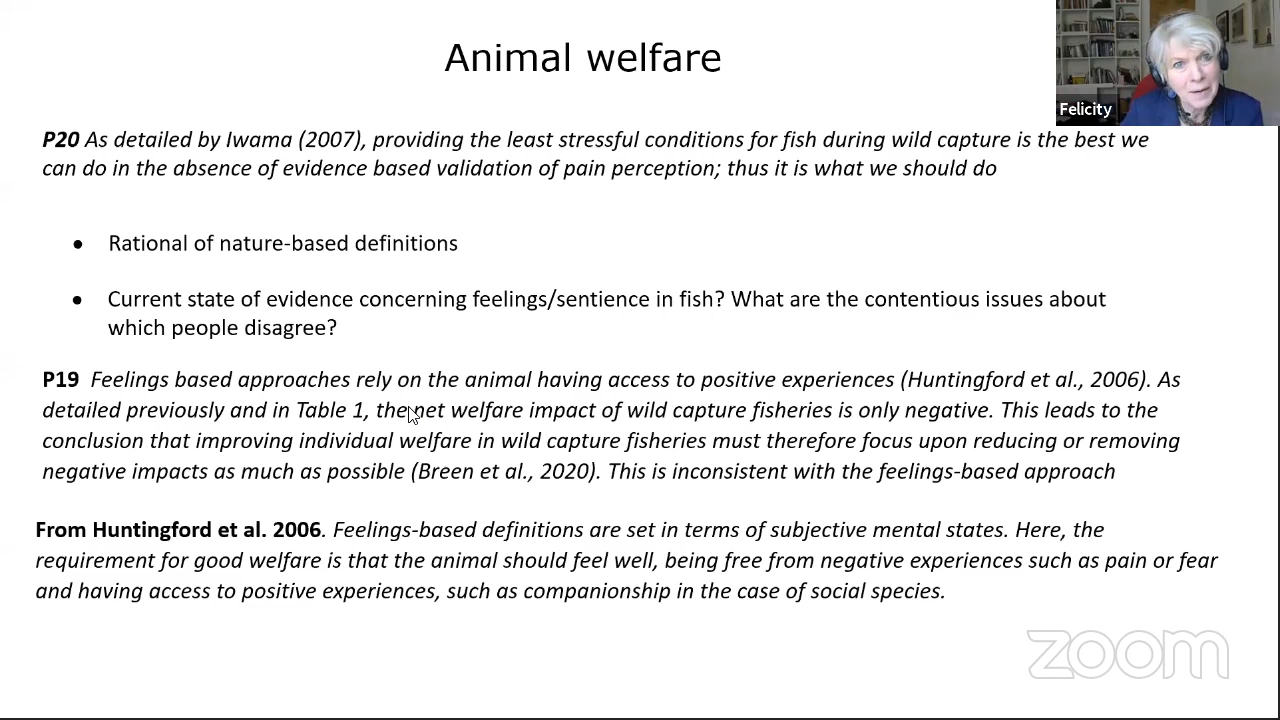 Animal welfare
Felicity
P20 As detailed by Iwama (2007), providing the least stressful conditions for fish during wild capture is the best we
can do in the absence of evidence based validation of pain perception; thus it is what we should do
● Rational of nature-based definitions
● Current state of evidence concerning feelings/sentience in fish? What are the contentious issues about
which people disagree?
P19 Feelings based approaches rely on the animal having access to positive experiences (Huntingford et al., 2006). As
detailed previously and in Table 1, the net welfare impact of wild capture fisheries is only negative. This leads to the
conclusion that improving individual welfare in wild capture fisheries must therefore focus upon reducing or removing
negative impacts as much as possible (Breen et al., 2020). This is inconsistent with the feelings-based approach
From Huntingford et al. 2006. Feelings-based definitions are set in terms of subjective mental states. Here, the
requirement for good welfare is that the animal should feel well, being free from negative experiences such as pain or fear
and having access to positive experiences, such as companionship in the case of social species.
zoom